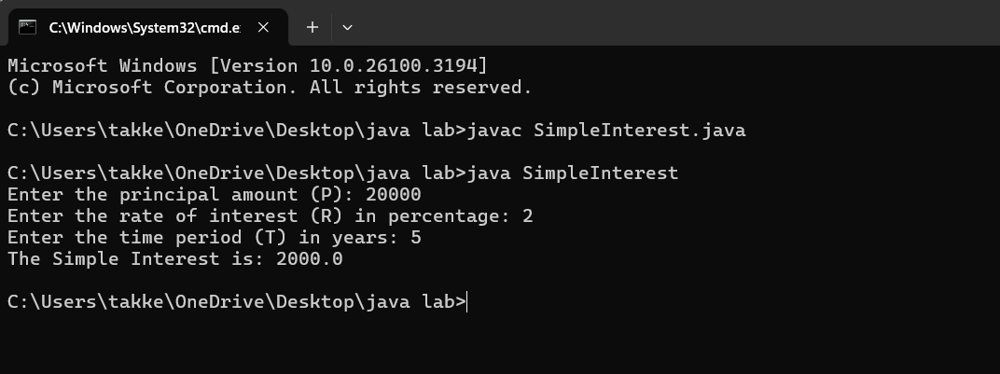 C:\Windows\System32\cmd.e
Microsoft Windows [Version 10.0.26100.3194]
(c) Microsoft Corporation. All rights reserved.
C:\Users\takke\OneDrive\Desktop\java lab>javac SimpleInterest.java
C:\Users\takke\OneDrive\Desktop\java lab>java SimpleInterest
Enter the principal amount (P): 20000
Enter the rate of interest (R) in percentage: 2
Enter the time period (T) in years: 5
The Simple Interest is: 2000.0
C:\Users\takke\OneDrive\Desktop\java lab>